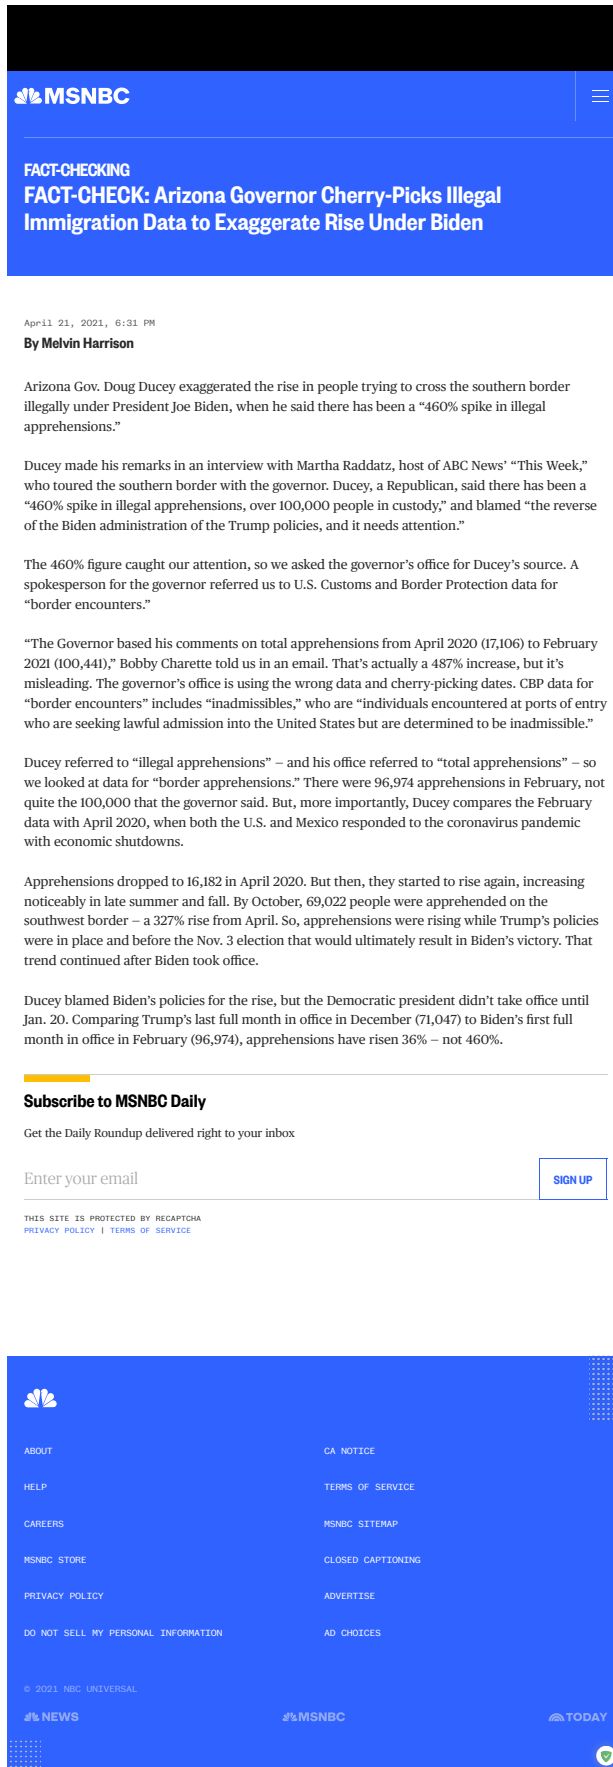 MSNBC
FACT-CHECKING
FACT-CHECK: Arizona Governor Cherry-Picks Illegal
Immigration Data to Exaggerate Rise Under Biden
April 21, 2021, 6:31 PM
By Melvin Harrison
Arizona Gov. Doug Ducey exaggerated the rise in people trying to cross the southern border
illegally under President Joe Biden, when he said there has been a “460% spike in illegal
apprehensions.”
Ducey made his remarks in an interview with Martha Raddatz, host of ABC News’ “This Week,”
who toured the southern border with the governor. Ducey, a Republican, said there has been a
“460% spike in illegal apprehensions, over 100,000 people in custody,” and blamed “the reverse
of the Biden administration of the Trump policies, and it needs attention.”
The 460% figure caught our attention, so we asked the governor’s office for Ducey’s source. A
spokesperson for the governor referred us to U.S. Customs and Border Protection data for
“border encounters.”
“The Governor based his comments on total apprehensions from April 2020 (17,106) to February
2021 (100,441),” Bobby Charette told us in an email. That’s actually a 487% increase, but it’s
misleading. The governor’s office is using the wrong data and cherry-picking dates. CBP data for
“border encounters” includes “inadmissibles,” who are “individuals encountered at ports of entry
who are seeking lawful admission into the United States but are determined to be inadmissible.”
Ducey referred to “illegal apprehensions” — and his office referred to “total apprehensions” — so
we looked at data for “border apprehensions.” There were 96,974 apprehensions in February, not
quite the 100,000 that the governor said. But, more importantly, Ducey compares the February
data with April 2020, when both the U.S. and Mexico responded to the coronavirus pandemic
with economic shutdowns.
Apprehensions dropped to 16,182 in April 2020. But then, they started to rise again, increasing
noticeably in late summer and fall. By October, 69,022 people were apprehended on the
southwest border — a 327% rise from April. So, apprehensions were rising while Trump’s policies
were in place and before the Nov. 3 election that would ultimately result in Biden’s victory. That
trend continued after Biden took office.
Ducey blamed Biden’s policies for the rise, but the Democratic president didn’t take office until
Jan. 20. Comparing Trump’s last full month in office in December (71,047) to Biden’s first full
month in office in February (96,974), apprehensions have risen 36% — not 460%.
Subscribe to MSNBC Daily
Get the Daily Roundup delivered right to your inbox
Enter your email SIGN UP
THIS SITE IS PROTECTED BY RECAPTCHA
PRIVACY POLICY | TERMS OF SERVICE
ABOUT CA NOTICE
HELP TERMS OF SERVICE
CAREERS MSNBC SITEMAP
MSNBC STORE CLOSED CAPTIONING
PRIVACY POLICY ADVERTISE
DO NOT SELL MY PERSONAL INFORMATION AD CHOICES
© 2021 NBC UNIVERSAL
NEWS MSNBC TODAY